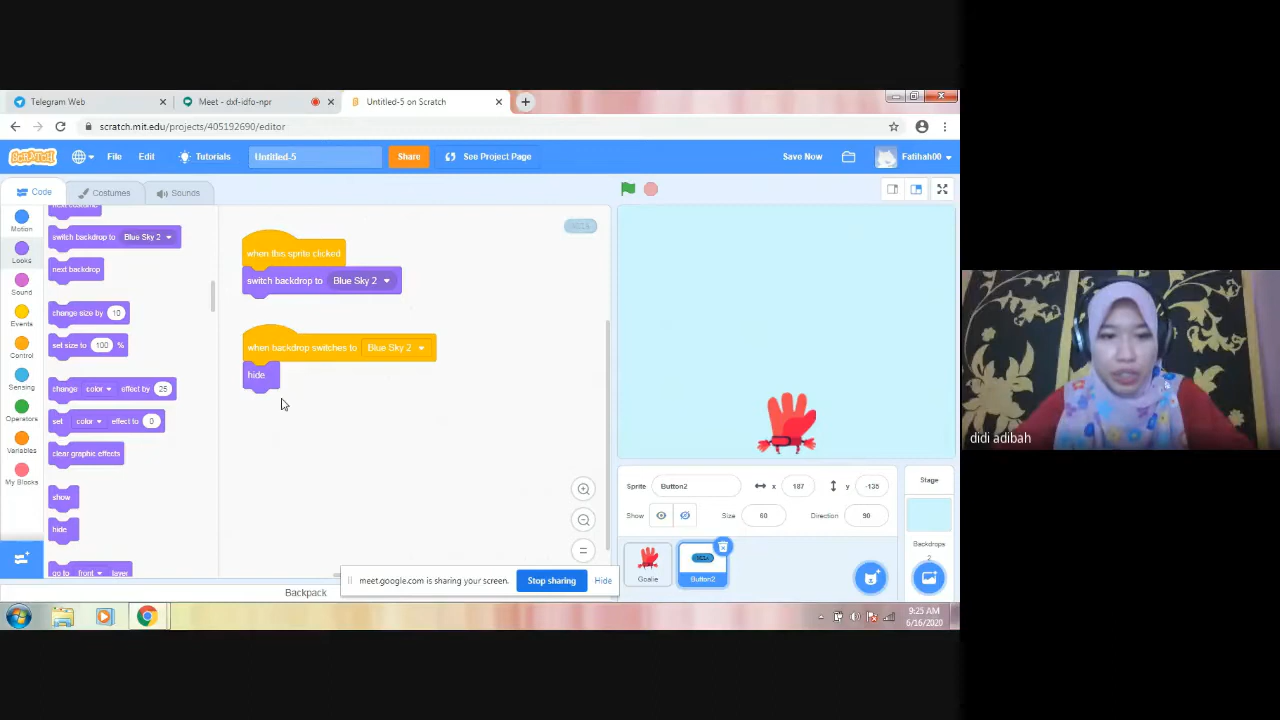 Telegram Web
Meet - dxf-idfo-npr
Untitled-5 on Scratch
scratch.mit.edu/projects/405192690/editor
SCRATCH
File
Edit
Tutorials
Untitled-5
Share
See Project Page
Save Now
Fatihah00
Code
Costumes
Sounds
Motion
Looks
Sound
Events
Control
Sensing
Operators
Variables
My Blocks
switch backdrop to Blue Sky 2
next backdrop
change size by 10
set size to 100 %
change color effect by 25
set color effect to 0
clear graphic effects
show
hide
go to front layer
when this sprite clicked
switch backdrop to Blue Sky 2
when backdrop switches to Blue Sky 2
hide
Sprite
Button2
x
187
y
-135
Show
Size
60
Direction
90
Stage
Backdrops
2
Goalie
Button2
Backpack
meet.google.com is sharing your screen.
Stop sharing
Hide
9:25 AM
6/16/2020
didi adibah